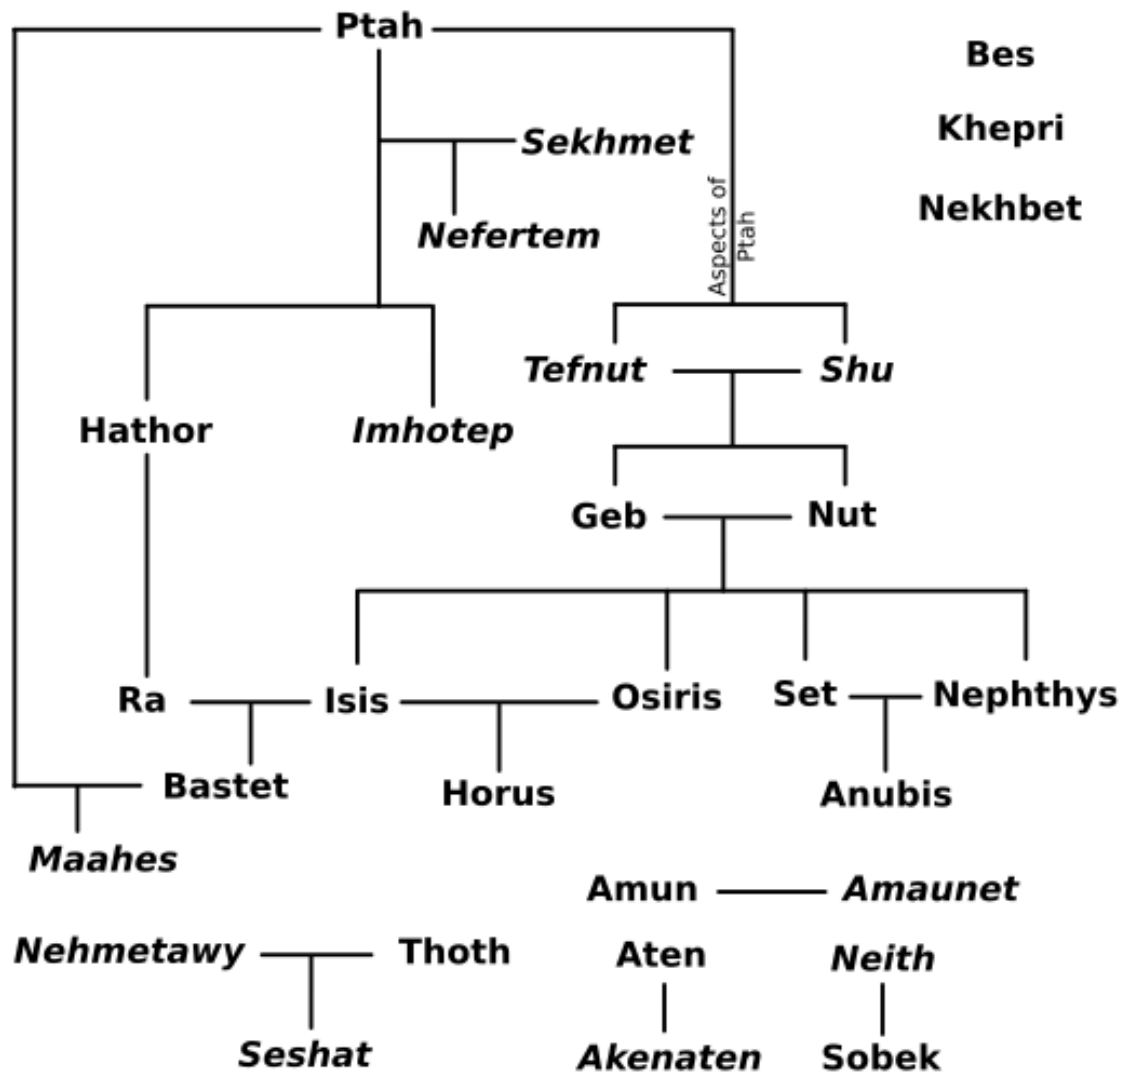 Ptah
Bes
Khepri
Sekhmet
Nekhbet
Nefertem
Aspects of
Ptah
Tefnut
Shu
Hathor
Imhotep
Geb
Nut
Ra
Isis
Osiris
Set
Nephthys
Bastet
Horus
Anubis
Maahes
Amun
Amaunet
Nehmetawy
Thoth
Aten
Neith
Seshat
Akenaten
Sobek